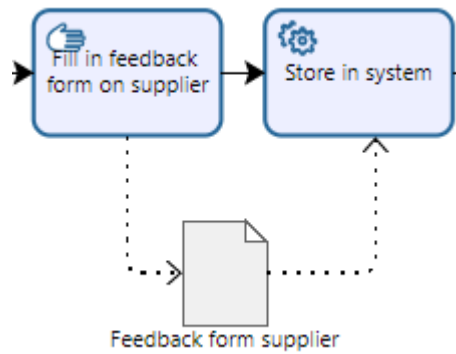 Fill in feedback
form on supplier
Store in system
Feedback form supplier